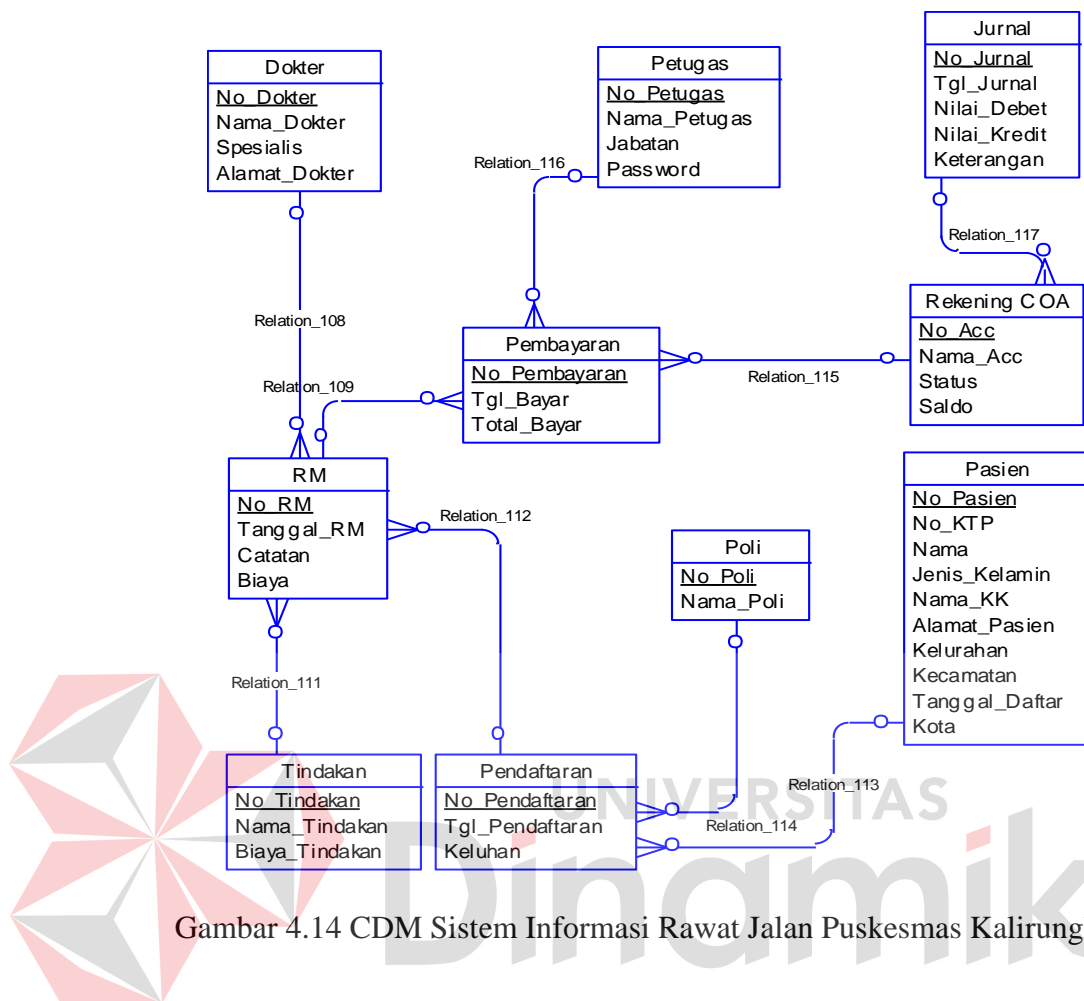 Dokter
No_Dokter
Nama_Dokter
Spesialis
Alamat_Dokter
Petugas
No_Petugas
Nama_Petugas
Jabatan
Password
Jurnal
No_Jurnal
Tgl_Jurnal
Nilai_Debet
Nilai_Kredit
Keterangan
Relation_116
Relation_117
Relation_108
Rekening COA
No_Acc
Nama_Acc
Status
Saldo
Pembayaran
No_Pembayaran
Tgl_Bayar
Total_Bayar
Relation_115
Relation_109
RM
No_RM
Tanggal_RM
Catatan
Biaya
Relation_112
Poli
No_Poli
Nama_Poli
Pasien
No_Pasien
No_KTP
Nama
Jenis_Kelamin
Nama_KK
Alamat_Pasien
Kelurahan
Kecamatan
Tanggal_Daftar
Kota
Relation_111
Tindakan
No_Tindakan
Nama_Tindakan
Biaya_Tindakan
Pendaftaran
No_Pendaftaran
Tgl_Pendaftaran
Keluhan
Relation_113
Relation_114
UNIVERSITAS
Dinamik
Gambar 4.14 CDM Sistem Informasi Rawat Jalan Puskesmas Kalirung